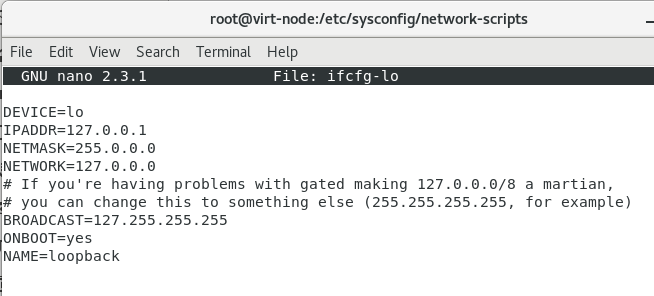 root@virt-node:/etc/sysconfig/network-scripts
File Edit View Search Terminal Help
GNU nano 2.3.1 File: ifcfg-lo
DEVICE=lo
IPADDR=127.0.0.1
NETMASK=255.0.0.0
NETWORK=127.0.0.0
# If you're having problems with gated making 127.0.0.0/8 a martian,
# you can change this to something else (255.255.255.255, for example)
BROADCAST=127.255.255.255
ONBOOT=yes
NAME=loopback